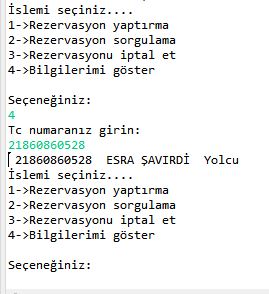 İslemi seçiniz....
1->Rezervasyon yaptırma
2->Rezervasyon sorgulama
3->Rezervasyonu iptal et
4->Bilgilerimi göster
Seçeneğiniz:
4
Tc numaranız girin:
21860860528
21860860528 ESRA ŞAVIRDİ Yolcu
İslemi seçiniz....
1->Rezervasyon yaptırma
2->Rezervasyon sorgulama
3->Rezervasyonu iptal et
4->Bilgilerimi göster
Seçeneğiniz: